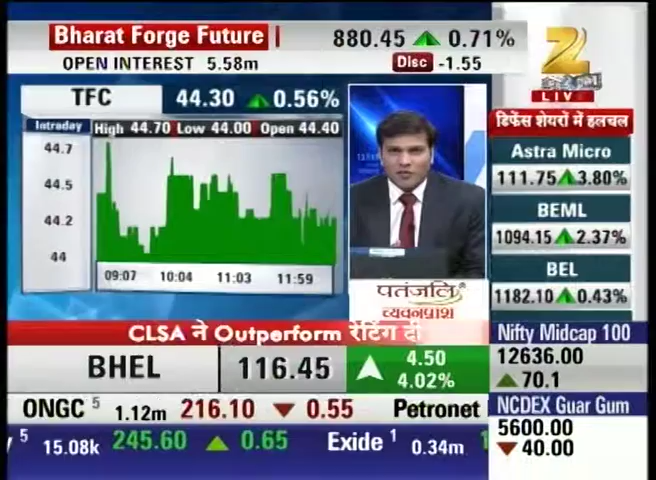 Bharat Forge Future
880.45 0.71%
OPEN INTEREST 5.58m
Disc -1.55
LIVE
TFC 44.30 0.56%
Intraday High 44.70 Low 44.00 Open 44.40
44.7
44.5
44.2
44
09:07 10:04 11:03 11:59
डिफेंस शेयरों में हलचल
Astra Micro
111.75 3.80%
BEML
1094.15 2.37%
BEL
1182.10 0.43%
पतंजलि
च्यवनप्राश
CLSA ने Outperform रेटिंग दी
BHEL 116.45 4.50
4.02%
Nifty Midcap 100
12636.00
70.1
ONGC 5 1.12m 216.10 0.55 Petronet
NCDEX Guar Gum
5600.00
40.00
5 15.08k 245.60 0.65 Exide 1 0.34m